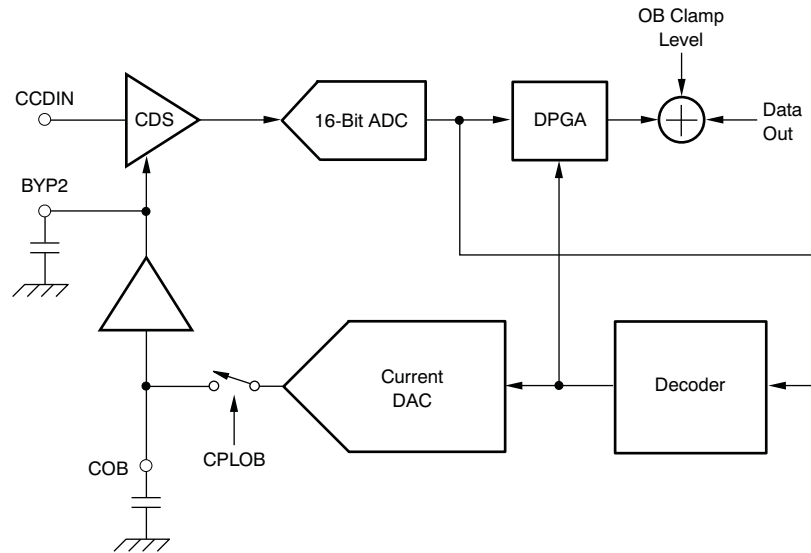 OB Clamp
Level
CCDIN
CDS
16-Bit ADC
DPGA
Data
Out
BYP2
Current
DAC
Decoder
CPLOB
COB